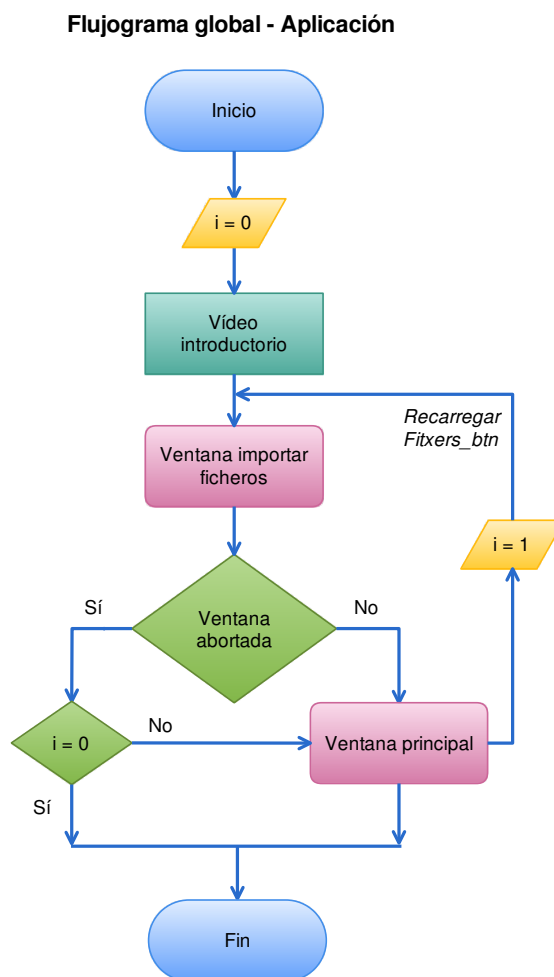 Flujograma global - Aplicación
Inicio
i = 0
Vídeo
introductorio
Recarregar
Fitxers_btn
Ventana importar
ficheros
i = 1
Sí
Ventana
abortada
No
i = 0
No
Ventana principal
Sí
Fin